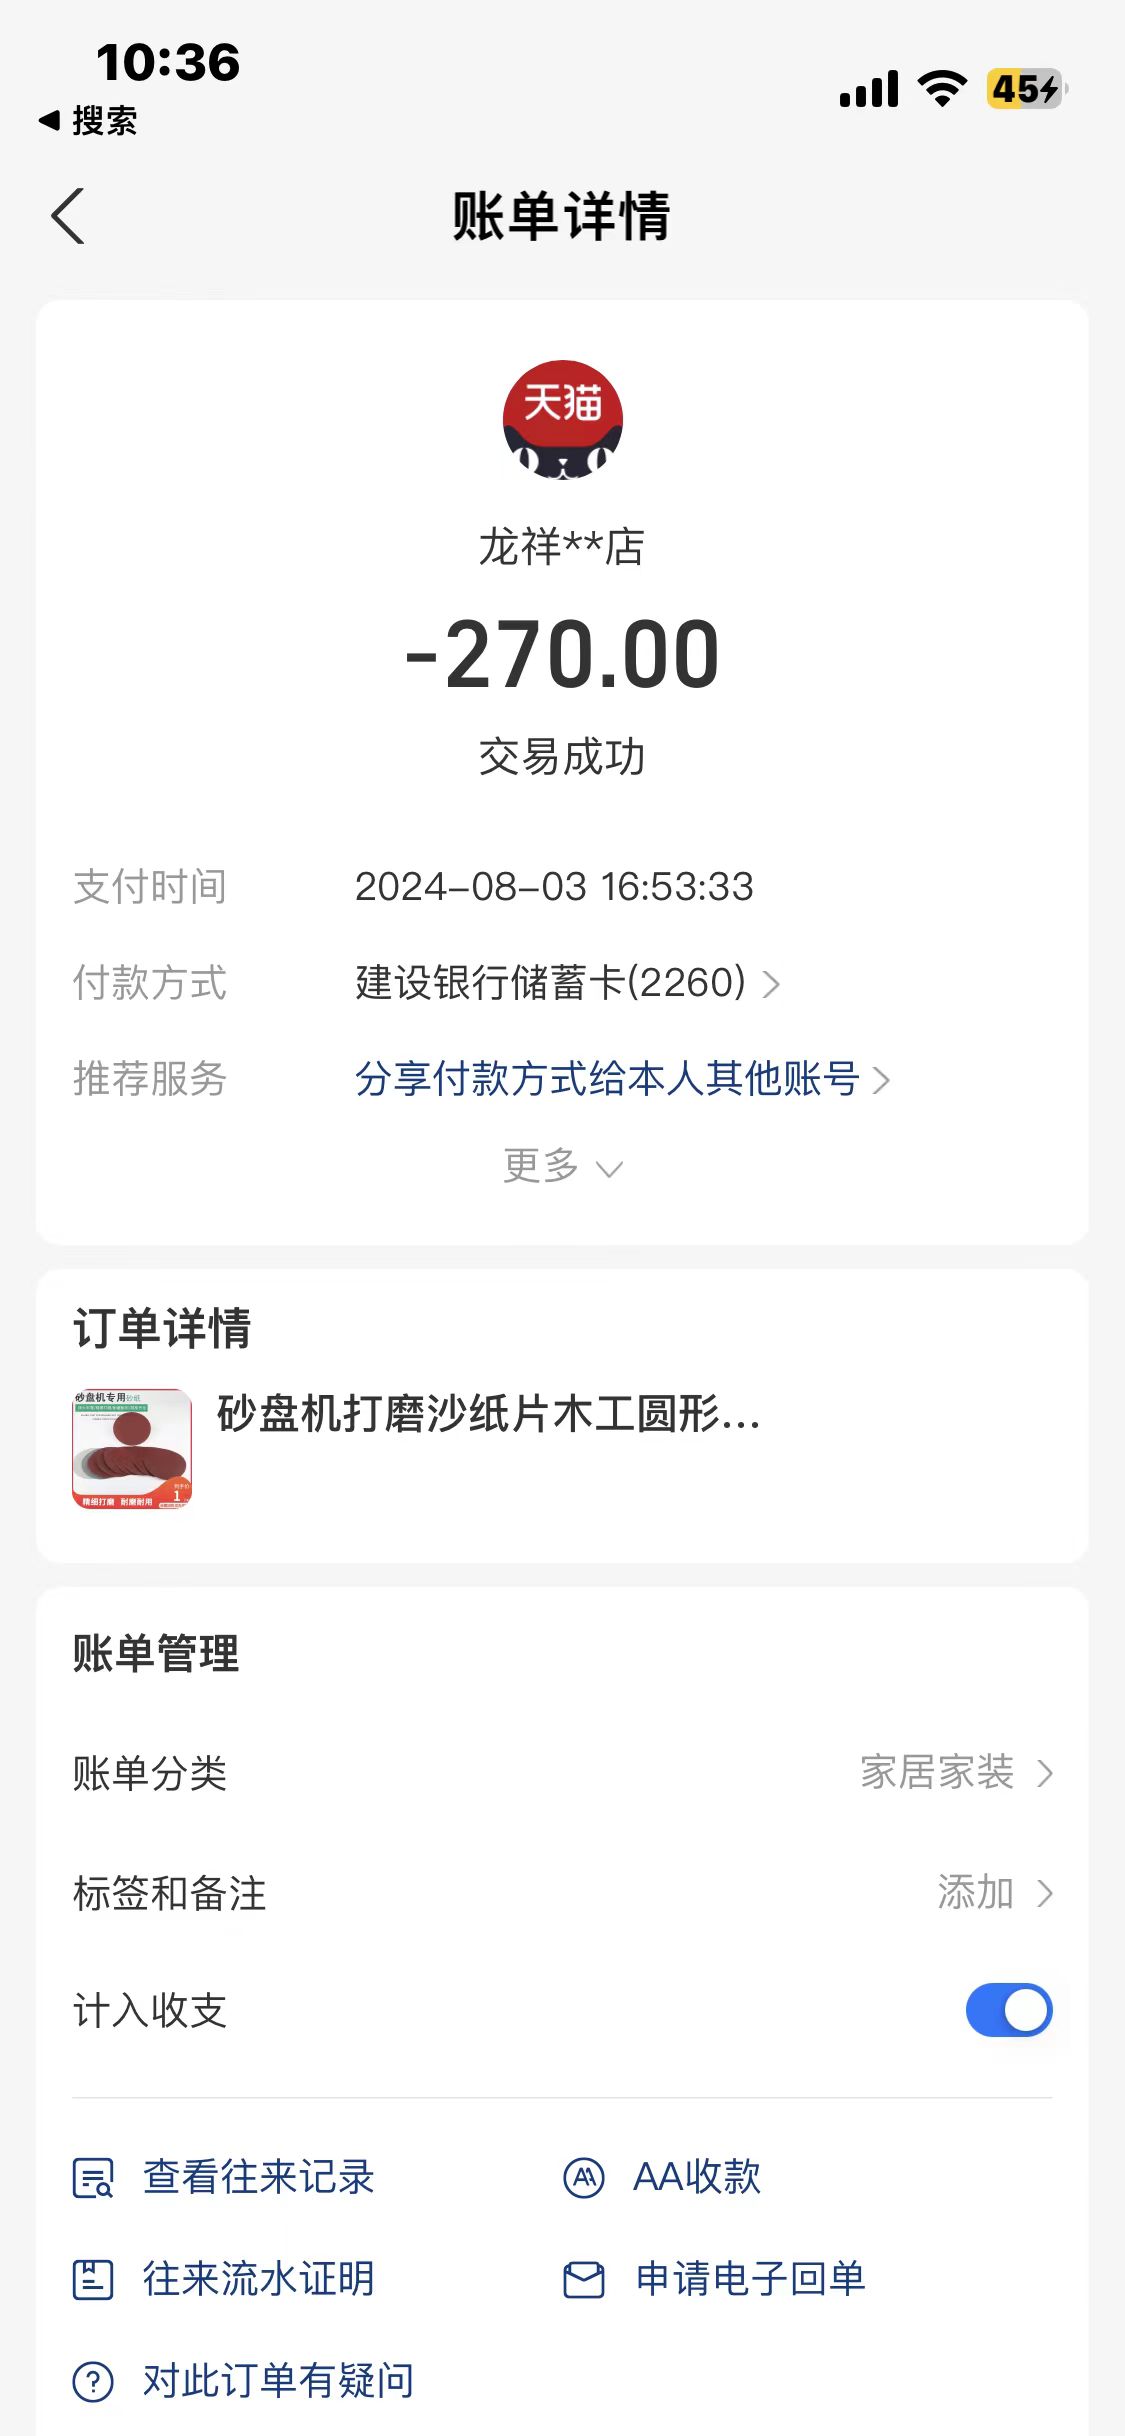 10:36
搜索
45
账单详情
天猫
龙祥**店
-270.00
交易成功
支付时间 2024-08-03 16:53:33
付款方式 建设银行储蓄卡(2260)
推荐服务 分享付款方式给本人其他账号
更多
订单详情
砂盘机专用砂纸
砂盘机打磨沙纸片木工圆形...
精细打磨 耐磨耐用
1
账单管理
账单分类 家居家装
标签和备注 添加
计入收支
查看往来记录 AA收款
往来流水证明 申请电子回单
对此订单有疑问